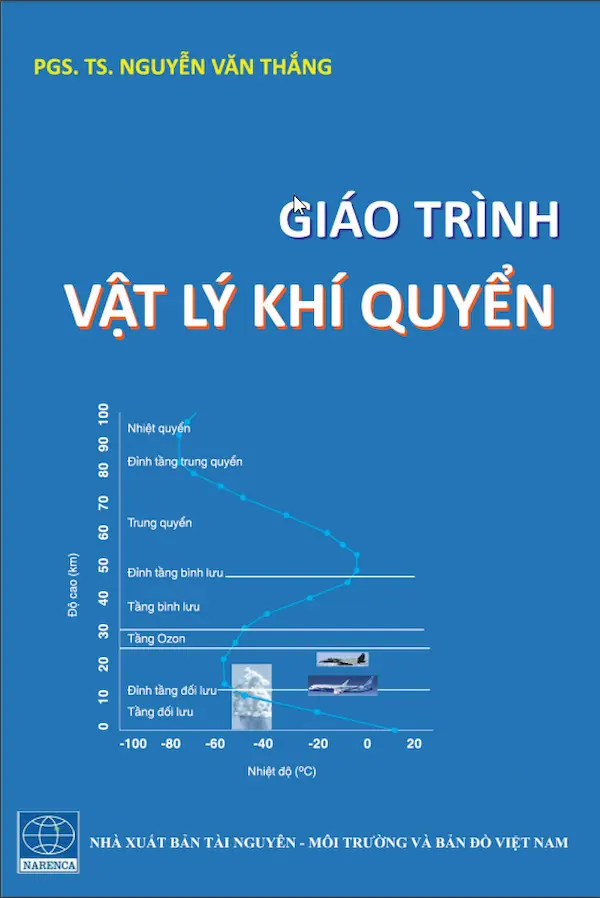 PGS. TS. NGUYỄN VĂN THẮNG
GIÁO TRÌNH
VẬT LÝ KHÍ QUYỂN
100
90
80
70
60
50
40
30
20
10
0
Độ cao (km)
Nhiệt quyển
Đỉnh tầng trung quyển
Trung quyển
Đỉnh tầng bình lưu
Tầng bình lưu
Tầng Ozon
Đỉnh tầng đối lưu
Tầng đối lưu
-100 -80 -60 -40 -20 0 20
Nhiệt độ (ºC)
NARENCA
NHÀ XUẤT BẢN TÀI NGUYÊN - MÔI TRƯỜNG VÀ BẢN ĐỒ VIỆT NAM